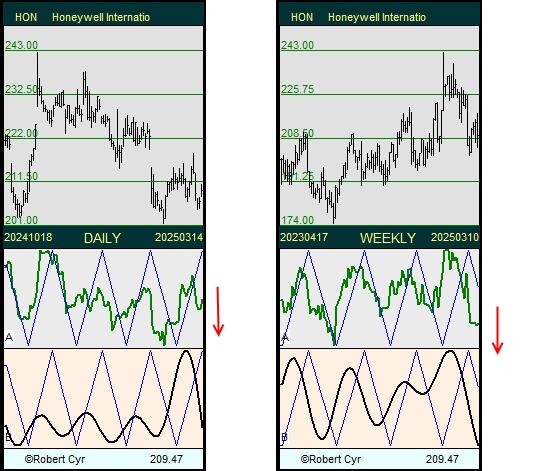 HON Honeywell Internatio
243.00
232.50
222.00
211.50
201.00
20241018 DAILY 20250314
A
B
©Robert Cyr 209.47
HON Honeywell Internatio
243.00
225.75
208.50
191.25
174.00
20230417 WEEKLY 20250310
A
B
©Robert Cyr 209.47